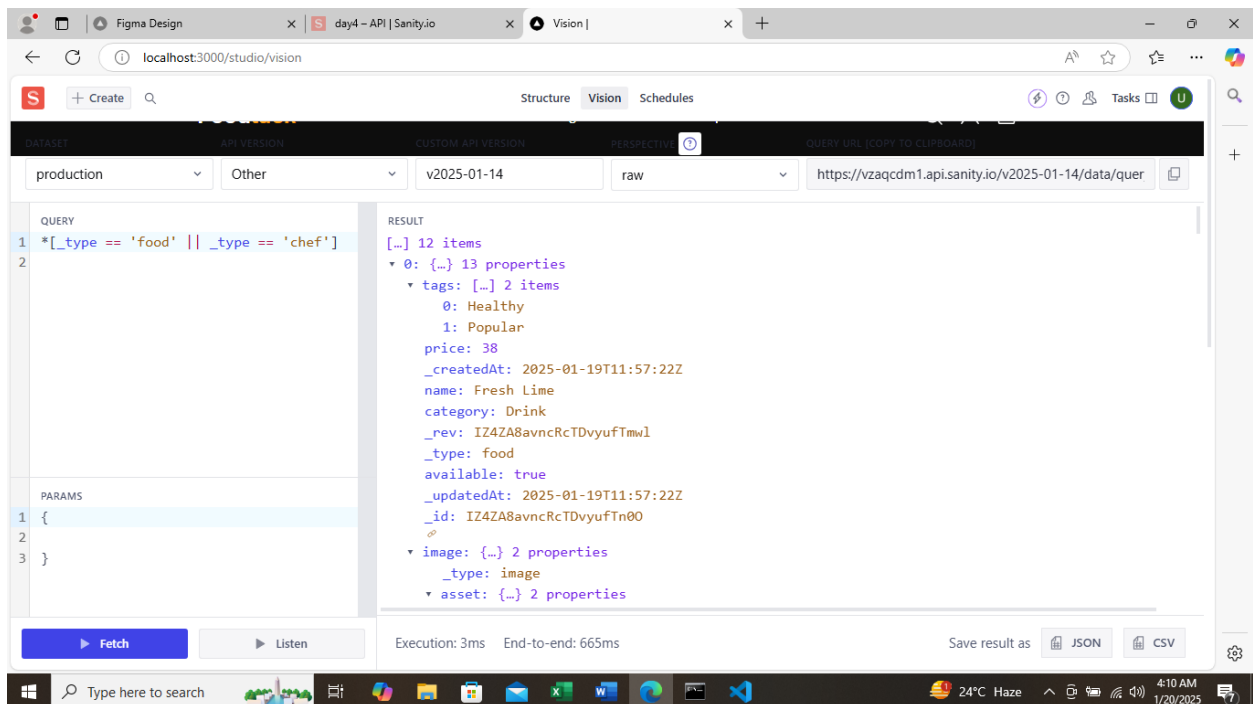 Figma Design
S day4 – API | Sanity.io
Vision |
localhost:3000/studio/vision
S
+ Create
Structure Vision Schedules
Tasks
U
DATASET
API VERSION
CUSTOM API VERSION
PERSPECTIVE
QUERY URL [COPY TO CLIPBOARD]
production
Other
v2025-01-14
raw
https://vzaqcdm1.api.sanity.io/v2025-01-14/data/quer
QUERY
1 *[_type == 'food' || _type == 'chef']
2
PARAMS
1 {
2
3 }
Fetch
Listen
RESULT
[…] 12 items
0: {…} 13 properties
tags: […] 2 items
0: Healthy
1: Popular
price: 38
_createdAt: 2025-01-19T11:57:22Z
name: Fresh Lime
category: Drink
_rev: IZ4ZA8avncRcTDvyufTmwl
_type: food
available: true
_updatedAt: 2025-01-19T11:57:22Z
_id: IZ4ZA8avncRcTDvyufTn0O
image: {…} 2 properties
_type: image
asset: {…} 2 properties
Execution: 3ms End-to-end: 665ms
Save result as
JSON
CSV
Type here to search
24°C Haze
4:10 AM
1/20/2025